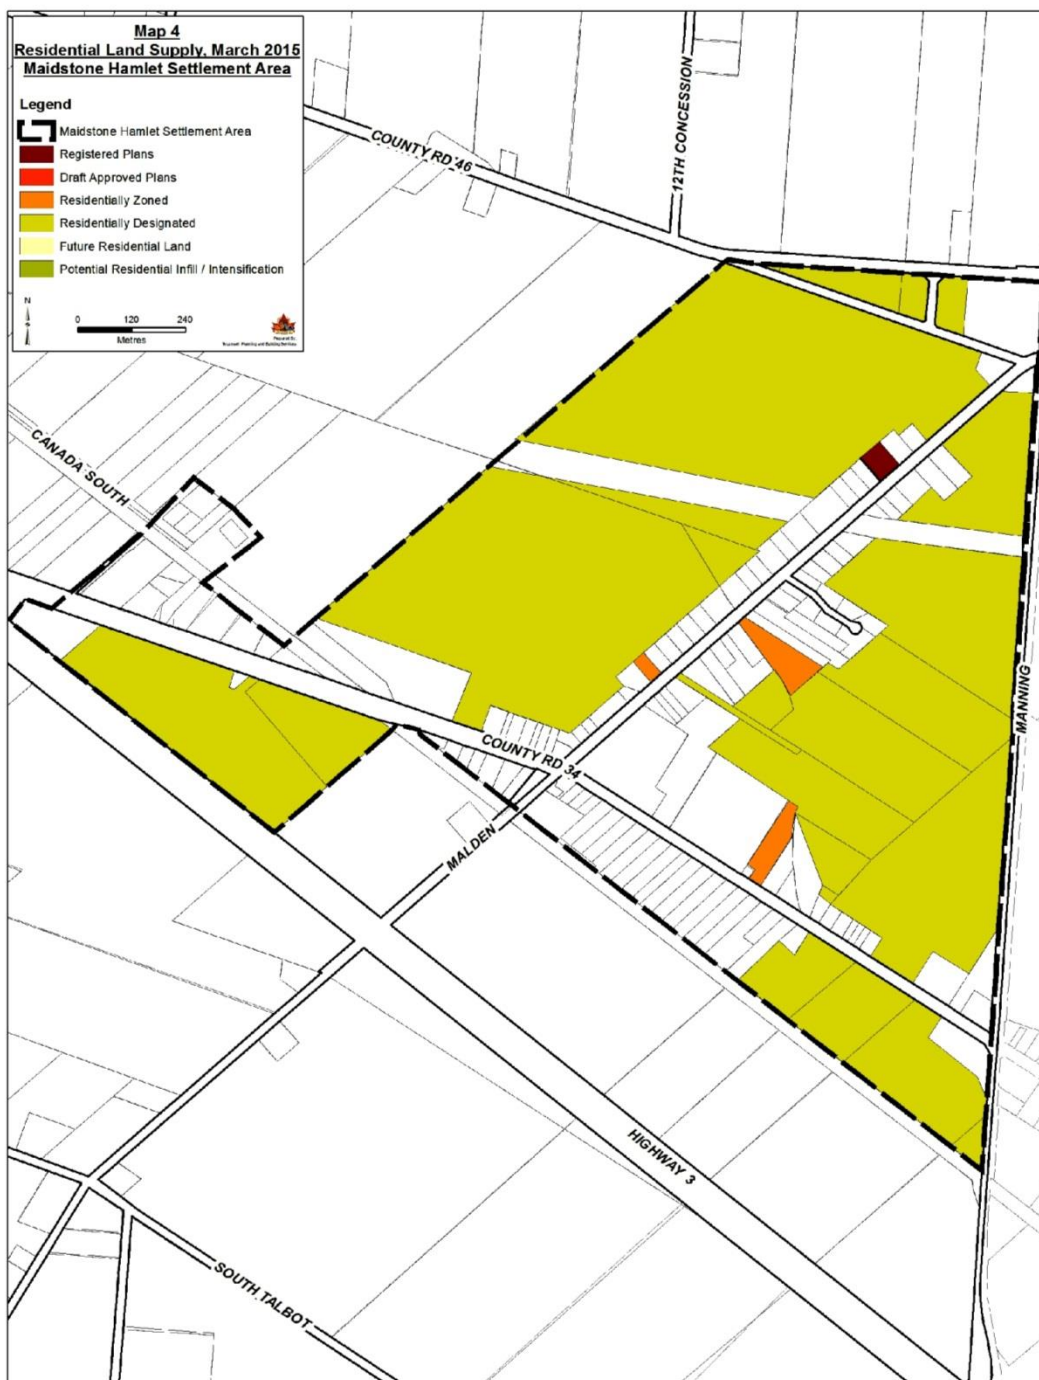 Map 4
Residential Land Supply, March 2015
Maidstone Hamlet Settlement Area
Legend
Maidstone Hamlet Settlement Area
Registered Plans
Draft Approved Plans
Residentially Zoned
Residentially Designated
Future Residential Land
Potential Residential Infill / Intensification
N
0 120 240
Metres
COUNTY RD 46
12TH CONCESSION
CANADA SOUTH
MANNING
COUNTY RD 34
MALDEN
HIGHWAY 3
SOUTH TALBOT